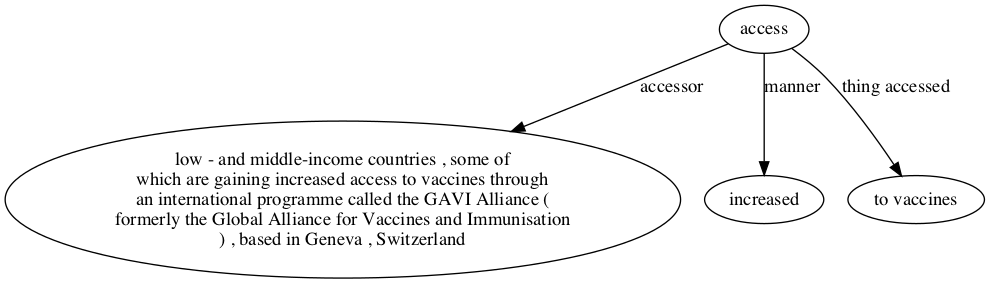 access
accessor
manner
thing accessed
low - and middle-income countries , some of
which are gaining increased access to vaccines through
an international programme called the GAVI Alliance (
formerly the Global Alliance for Vaccines and Immunisation
) , based in Geneva , Switzerland
increased
to vaccines